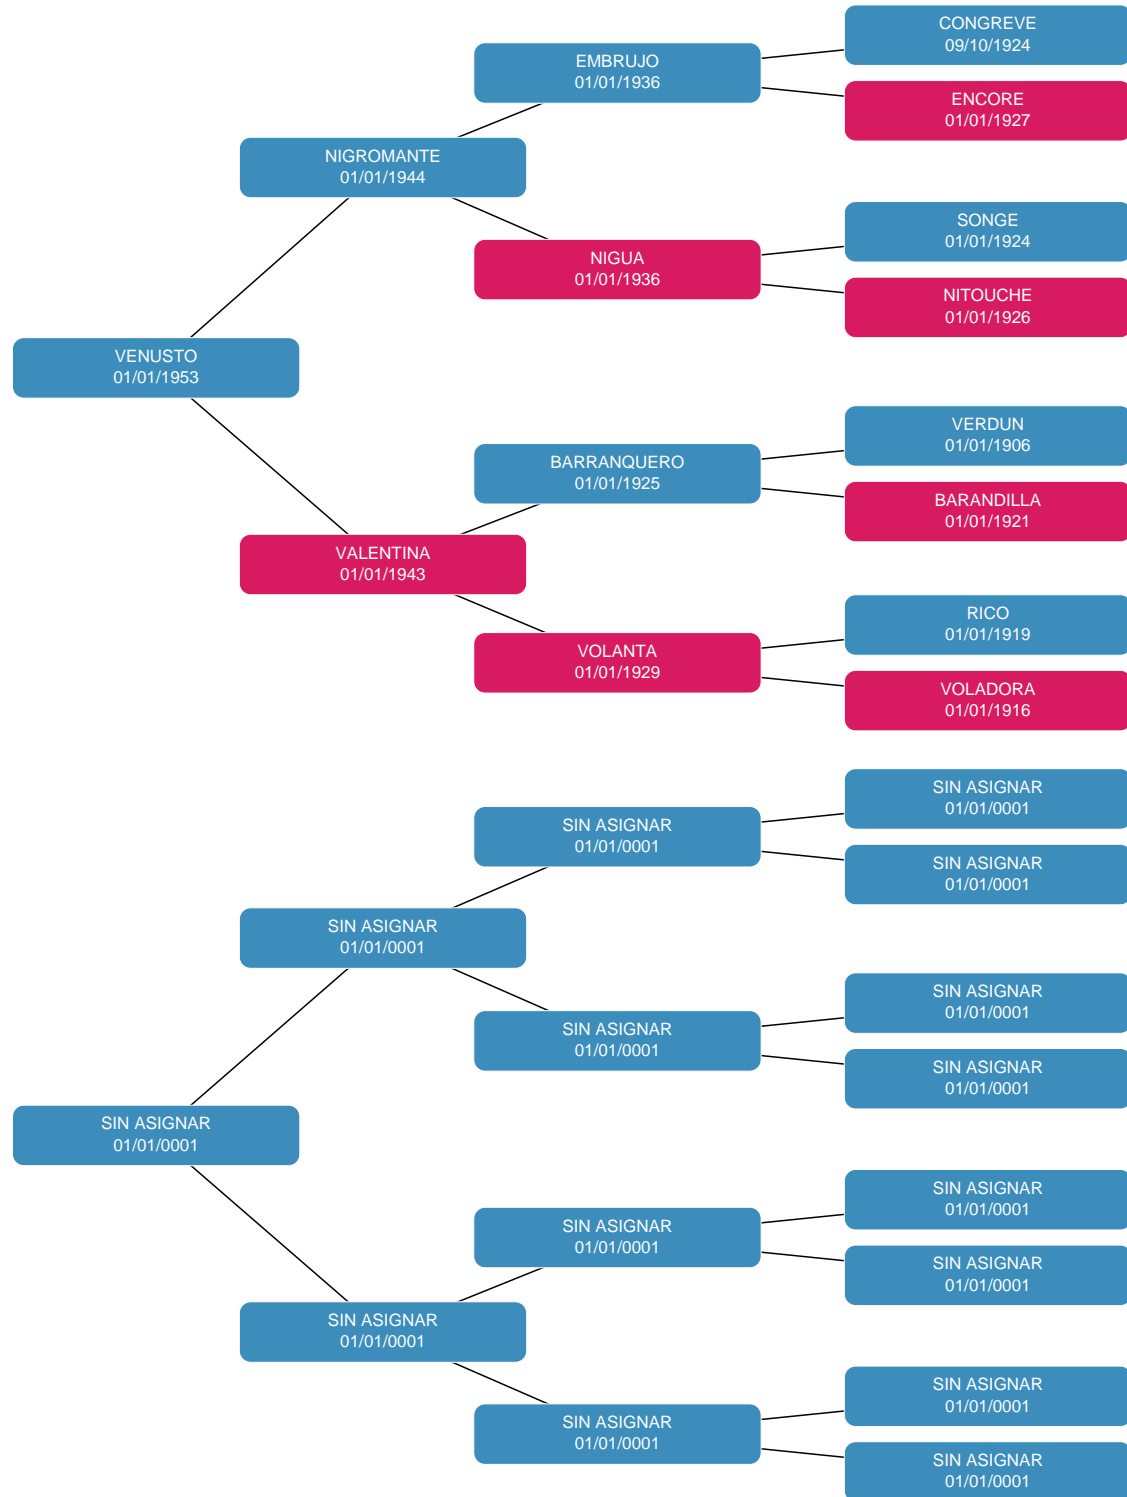 CONGREVE
09/10/1924
EMBRUJO
01/01/1936
ENCORE
01/01/1927
NIGROMANTE
01/01/1944
SONGE
01/01/1924
NIGUA
01/01/1936
NITOUCHE
01/01/1926
VENUSTO
01/01/1953
VERDUN
01/01/1906
BARRANQUERO
01/01/1925
BARANDILLA
01/01/1921
VALENTINA
01/01/1943
RICO
01/01/1919
VOLANTA
01/01/1929
VOLADORA
01/01/1916
SIN ASIGNAR
01/01/0001
SIN ASIGNAR
01/01/0001
SIN ASIGNAR
01/01/0001
SIN ASIGNAR
01/01/0001
SIN ASIGNAR
01/01/0001
SIN ASIGNAR
01/01/0001
SIN ASIGNAR
01/01/0001
SIN ASIGNAR
01/01/0001
SIN ASIGNAR
01/01/0001
SIN ASIGNAR
01/01/0001
SIN ASIGNAR
01/01/0001
SIN ASIGNAR
01/01/0001
SIN ASIGNAR
01/01/0001
SIN ASIGNAR
01/01/0001
SIN ASIGNAR
01/01/0001